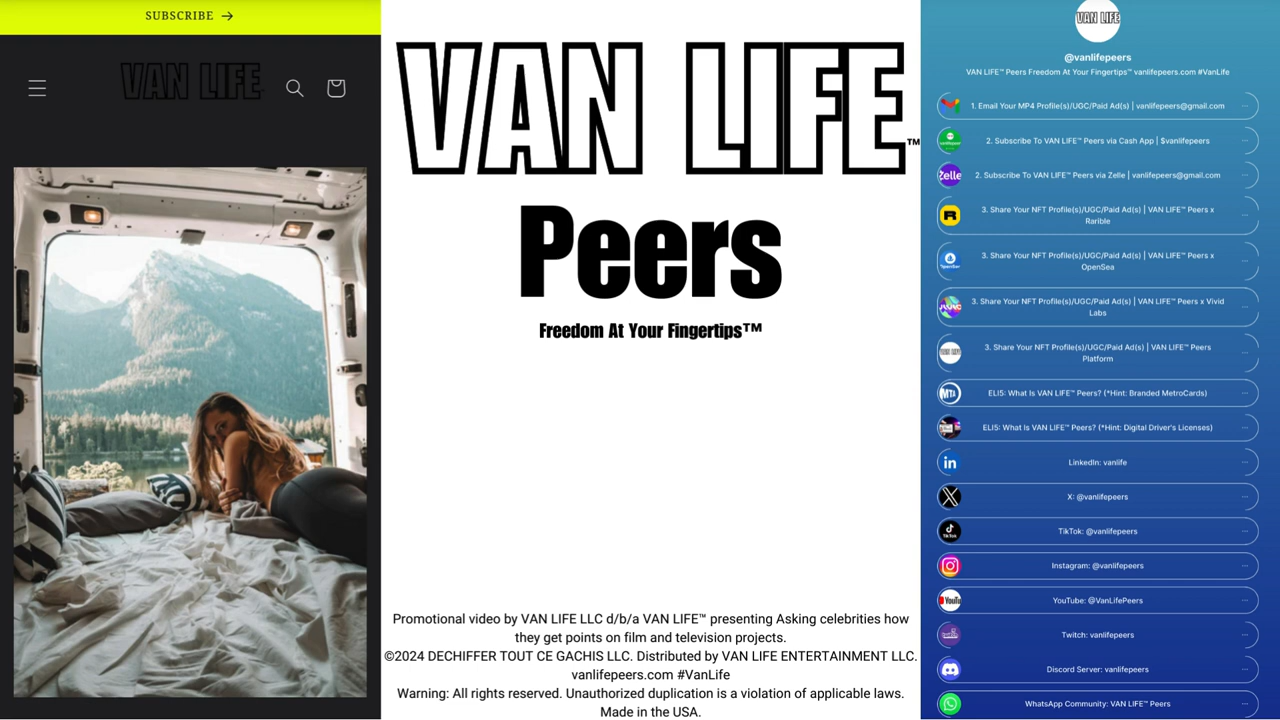 SUBSCRIBE →
VAN LIFE
VAN LIFE™
Peers
Freedom At Your Fingertips™
Promotional video by VAN LIFE LLC d/b/a VAN LIFE™ presenting Asking celebrities how
they get points on film and television projects.
©2024 DECHIFFER TOUT CE GACHIS LLC. Distributed by VAN LIFE ENTERTAINMENT LLC.
vanlifepeers.com #VanLife
Warning: All rights reserved. Unauthorized duplication is a violation of applicable laws.
Made in the USA.
VAN LIFE
@vanlifepeers
VAN LIFE™ Peers Freedom At Your Fingertips™ vanlifepeers.com #VanLife
1. Email Your MP4 Profile(s)/UGC/Paid Ad(s) | vanlifepeers@gmail.com
2. Subscribe To VAN LIFE™ Peers via Cash App | $vanlifepeers
Zelle
2. Subscribe To VAN LIFE™ Peers via Zelle | vanlifepeers@gmail.com
3. Share Your NFT Profile(s)/UGC/Paid Ad(s) | VAN LIFE™ Peers x
Rarible
3. Share Your NFT Profile(s)/UGC/Paid Ad(s) | VAN LIFE™ Peers x
OpenSea
3. Share Your NFT Profile(s)/UGC/Paid Ad(s) | VAN LIFE™ Peers x Vivid
Labs
3. Share Your NFT Profile(s)/UGC/Paid Ad(s) | VAN LIFE™ Peers
Platform
MTA
ELI5: What Is VAN LIFE™ Peers? (*Hint: Branded MetroCards)
ELI5: What Is VAN LIFE™ Peers? (*Hint: Digital Driver's Licenses)
in
LinkedIn: vanlife
X: @vanlifepeers
TikTok
TikTok: @vanlifepeers
Instagram: @vanlifepeers
YouTube: @VanLifePeers
Twitch: vanlifepeers
Discord Server: vanlifepeers
WhatsApp Community: VAN LIFE™ Peers